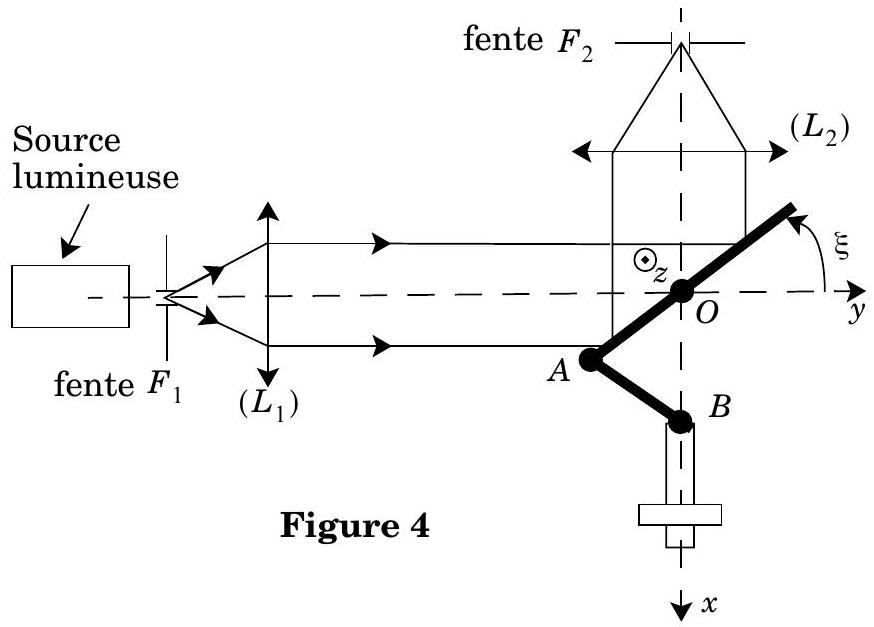 fente F₂
(L₂)
Source
lumineuse
ξ
z
O
y
fente F₁
(L₁)
A
B
Figure 4
x